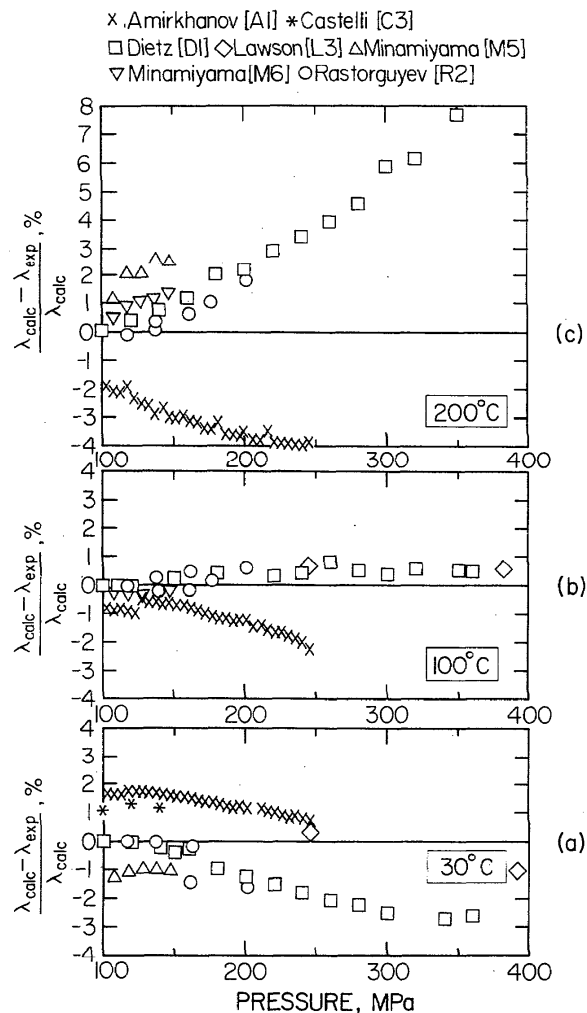 × Amirkhanov [A1] * Castelli [C3]
□ Dietz [D1] ◇ Lawson [L3] △ Minamiyama [M5]
▽ Minamiyama [M6] ○ Rastorguyev [R2]
8
7
6
5
4
3
2
1
0
-1
-2
-3
-4
λcalc − λexp / λcalc , %
(c)
200°C
100 200 300 400
4
3
2
1
0
-1
-2
-3
-4
λcalc − λexp / λcalc , %
(b)
100°C
100 200 300 400
4
3
2
1
0
-1
-2
-3
-4
λcalc − λexp / λcalc , %
(a)
30°C
100 200 300 400
PRESSURE, MPa